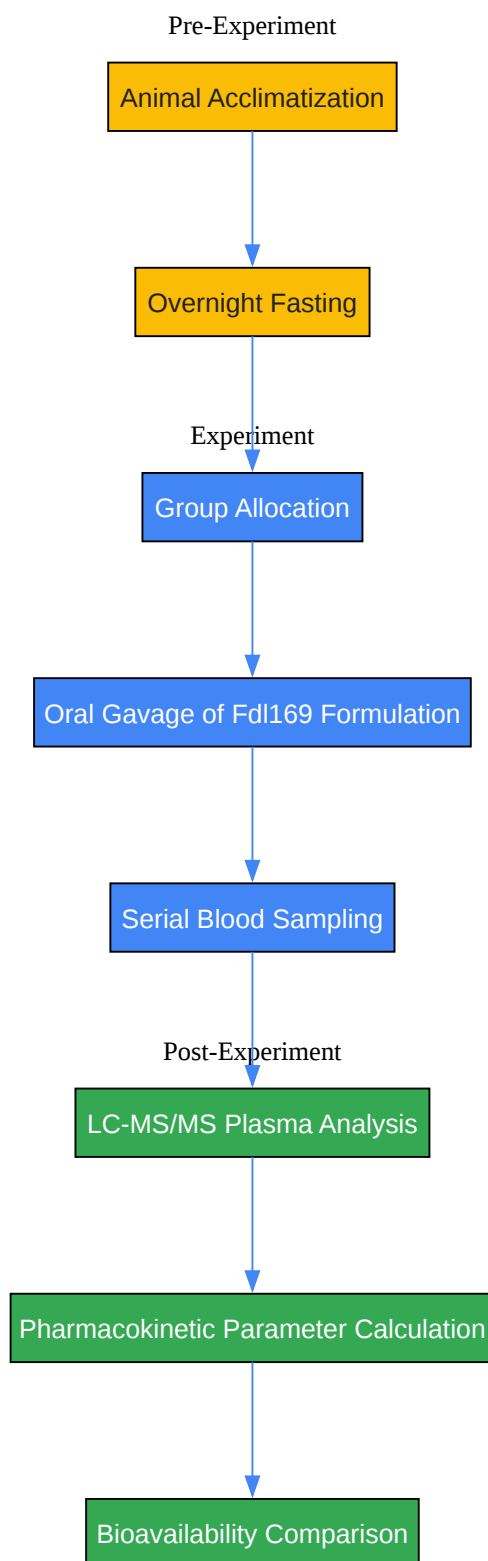 Pre-Experiment
Animal Acclimatization
Overnight Fasting
Experiment
Group Allocation
Oral Gavage of Fdl169 Formulation
Serial Blood Sampling
Post-Experiment
LC-MS/MS Plasma Analysis
Pharmacokinetic Parameter Calculation
Bioavailability Comparison